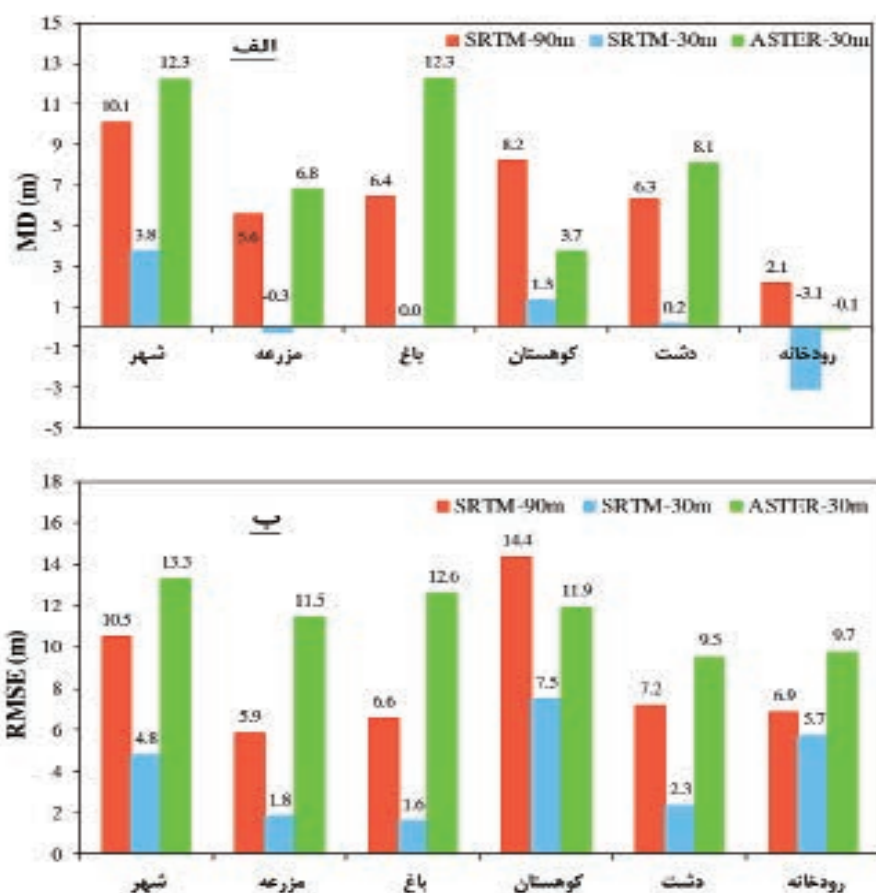 15
13
11
9
7
5
3
1
-1
-3
-5
MD (m)
الف
SRTM-90m SRTM-30m ASTER-30m
10.1 3.8 12.3
5.6 -0.3 6.8
6.4 0.0 12.3
8.2 1.3 3.7
6.3 0.2 8.1
2.1 -3.1 -0.1
شهر مزرعه باغ کوهستان دشت رودخانه
18
16
14
12
10
8
6
4
2
0
RMSE (m)
ب
SRTM-90m SRTM-30m ASTER-30m
10.5 4.8 13.3
5.9 1.8 11.5
6.6 1.6 12.6
14.4 7.5 11.9
7.2 2.3 9.5
6.9 5.7 9.7
شهر مزرعه باغ کوهستان دشت رودخانه